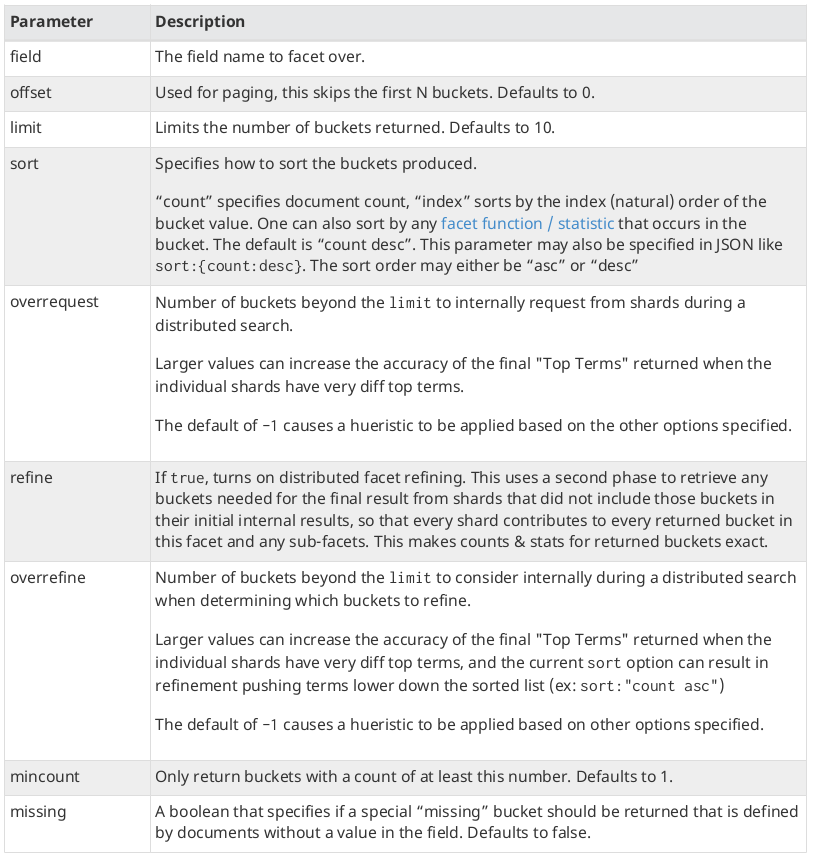 Parameter Description
field The field name to facet over.
offset Used for paging, this skips the first N buckets. Defaults to 0.
limit Limits the number of buckets returned. Defaults to 10.
sort Specifies how to sort the buckets produced.
“count” specifies document count, “index” sorts by the index (natural) order of the
bucket value. One can also sort by any facet function / statistic that occurs in the
bucket. The default is “count desc”. This parameter may also be specified in JSON like
sort:{count:desc}. The sort order may either be “asc” or “desc”
overrequest Number of buckets beyond the limit to internally request from shards during a
distributed search.
Larger values can increase the accuracy of the final "Top Terms" returned when the
individual shards have very diff top terms.
The default of -1 causes a hueristic to be applied based on the other options specified.
refine If true, turns on distributed facet refining. This uses a second phase to retrieve any
buckets needed for the final result from shards that did not include those buckets in
their initial internal results, so that every shard contributes to every returned bucket in
this facet and any sub-facets. This makes counts & stats for returned buckets exact.
overrefine Number of buckets beyond the limit to consider internally during a distributed search
when determining which buckets to refine.
Larger values can increase the accuracy of the final "Top Terms" returned when the
individual shards have very diff top terms, and the current sort option can result in
refinement pushing terms lower down the sorted list (ex: sort:"count asc")
The default of -1 causes a hueristic to be applied based on other options specified.
mincount Only return buckets with a count of at least this number. Defaults to 1.
missing A boolean that specifies if a special “missing” bucket should be returned that is defined
by documents without a value in the field. Defaults to false.